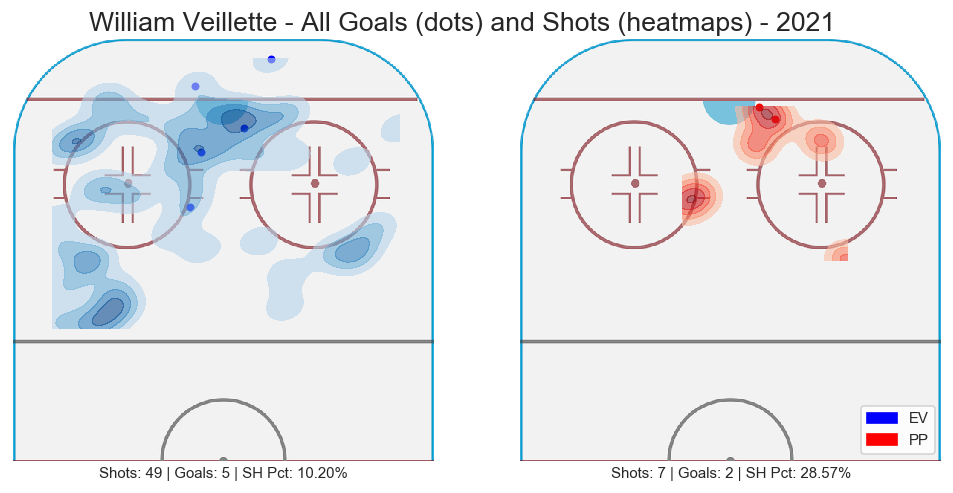 William Veillette - All Goals (dots) and Shots (heatmaps) - 2021
EV
PP
Shots: 49 | Goals: 5 | SH Pct: 10.20%
Shots: 7 | Goals: 2 | SH Pct: 28.57%